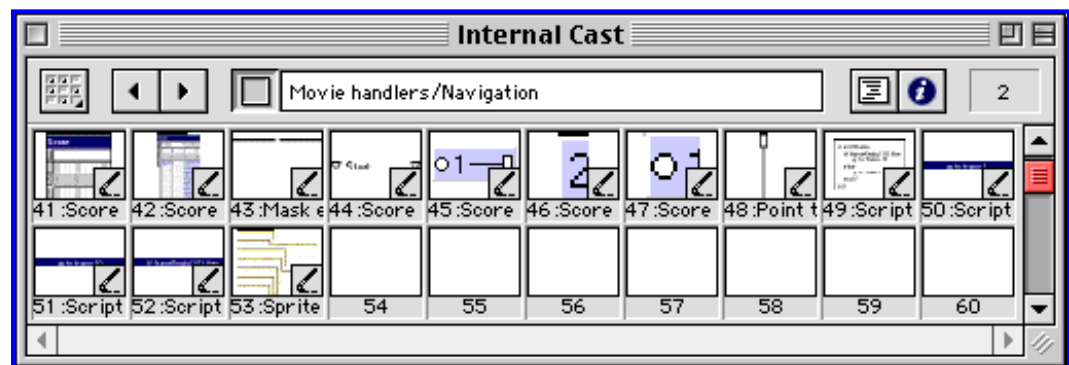 Internal Cast
Movie handlers/Navigation
2
41:Score 42:Score 43:Mask e 44:Score 45:Score 46:Score 47:Score 48:Point t 49:Script 50:Script
51:Script 52:Script 53:Sprite 54 55 56 57 58 59 60